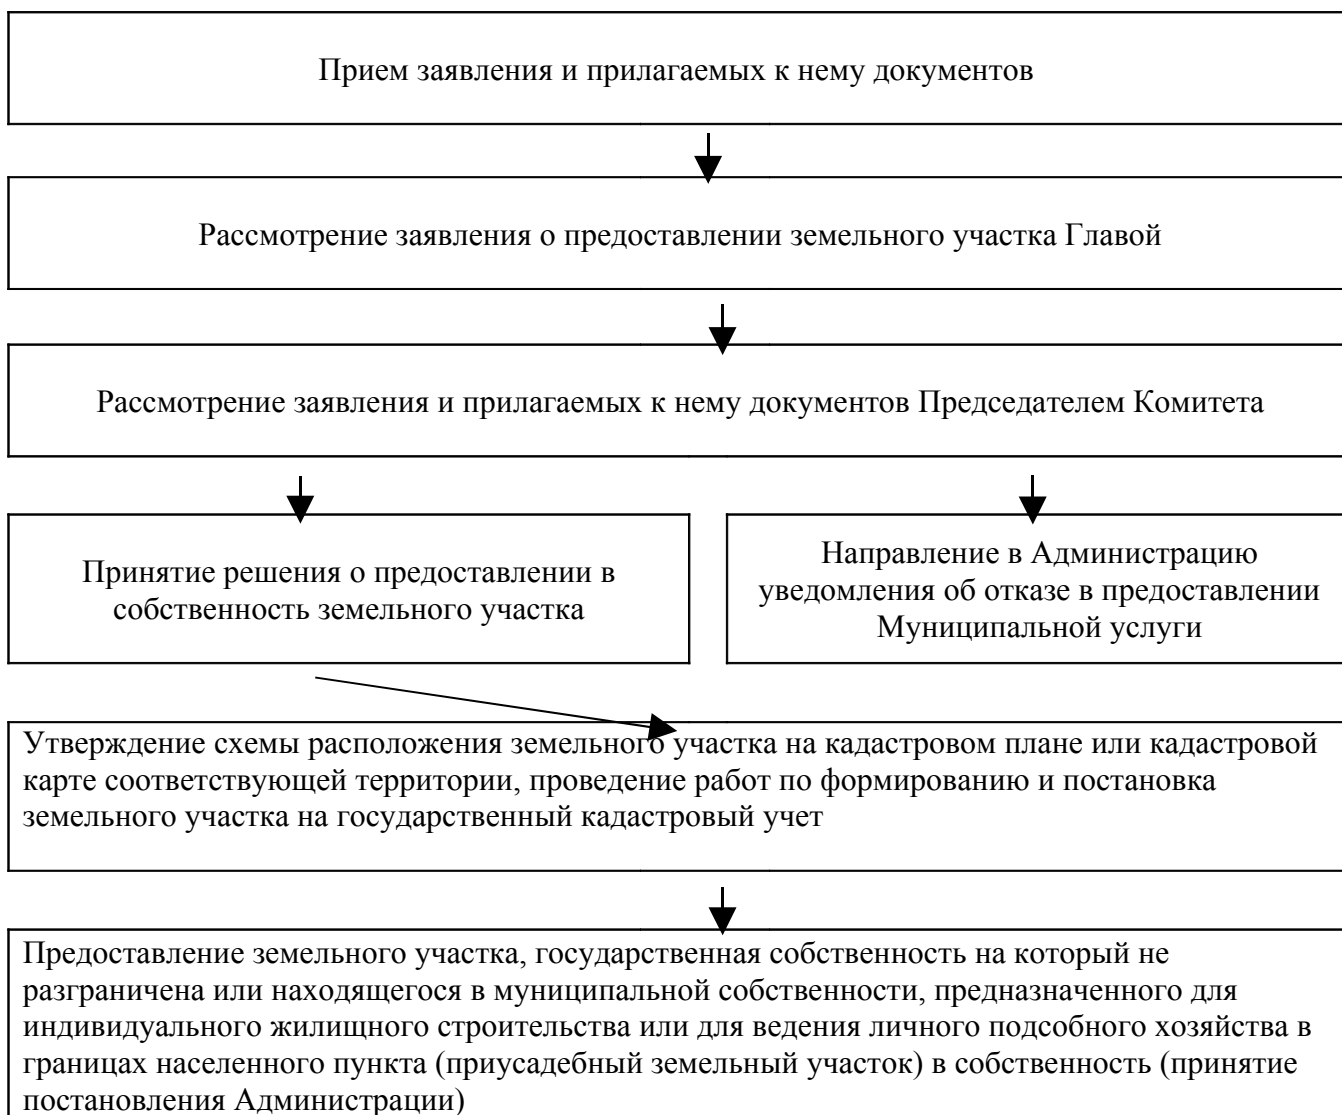 Прием заявления и прилагаемых к нему документов
Рассмотрение заявления о предоставлении земельного участка Главой
Рассмотрение заявления и прилагаемых к нему документов Председателем Комитета
Принятие решения о предоставлении в
собственность земельного участка
Направление в Администрацию
уведомления об отказе в предоставлении
Муниципальной услуги
Утверждение схемы расположения земельного участка на кадастровом плане или кадастровой
карте соответствующей территории, проведение работ по формированию и постановка
земельного участка на государственный кадастровый учет
Предоставление земельного участка, государственная собственность на который не
разграничена или находящегося в муниципальной собственности, предназначенного для
индивидуального жилищного строительства или для ведения личного подсобного хозяйства в
границах населенного пункта (приусадебный земельный участок) в собственность (принятие
постановления Администрации)